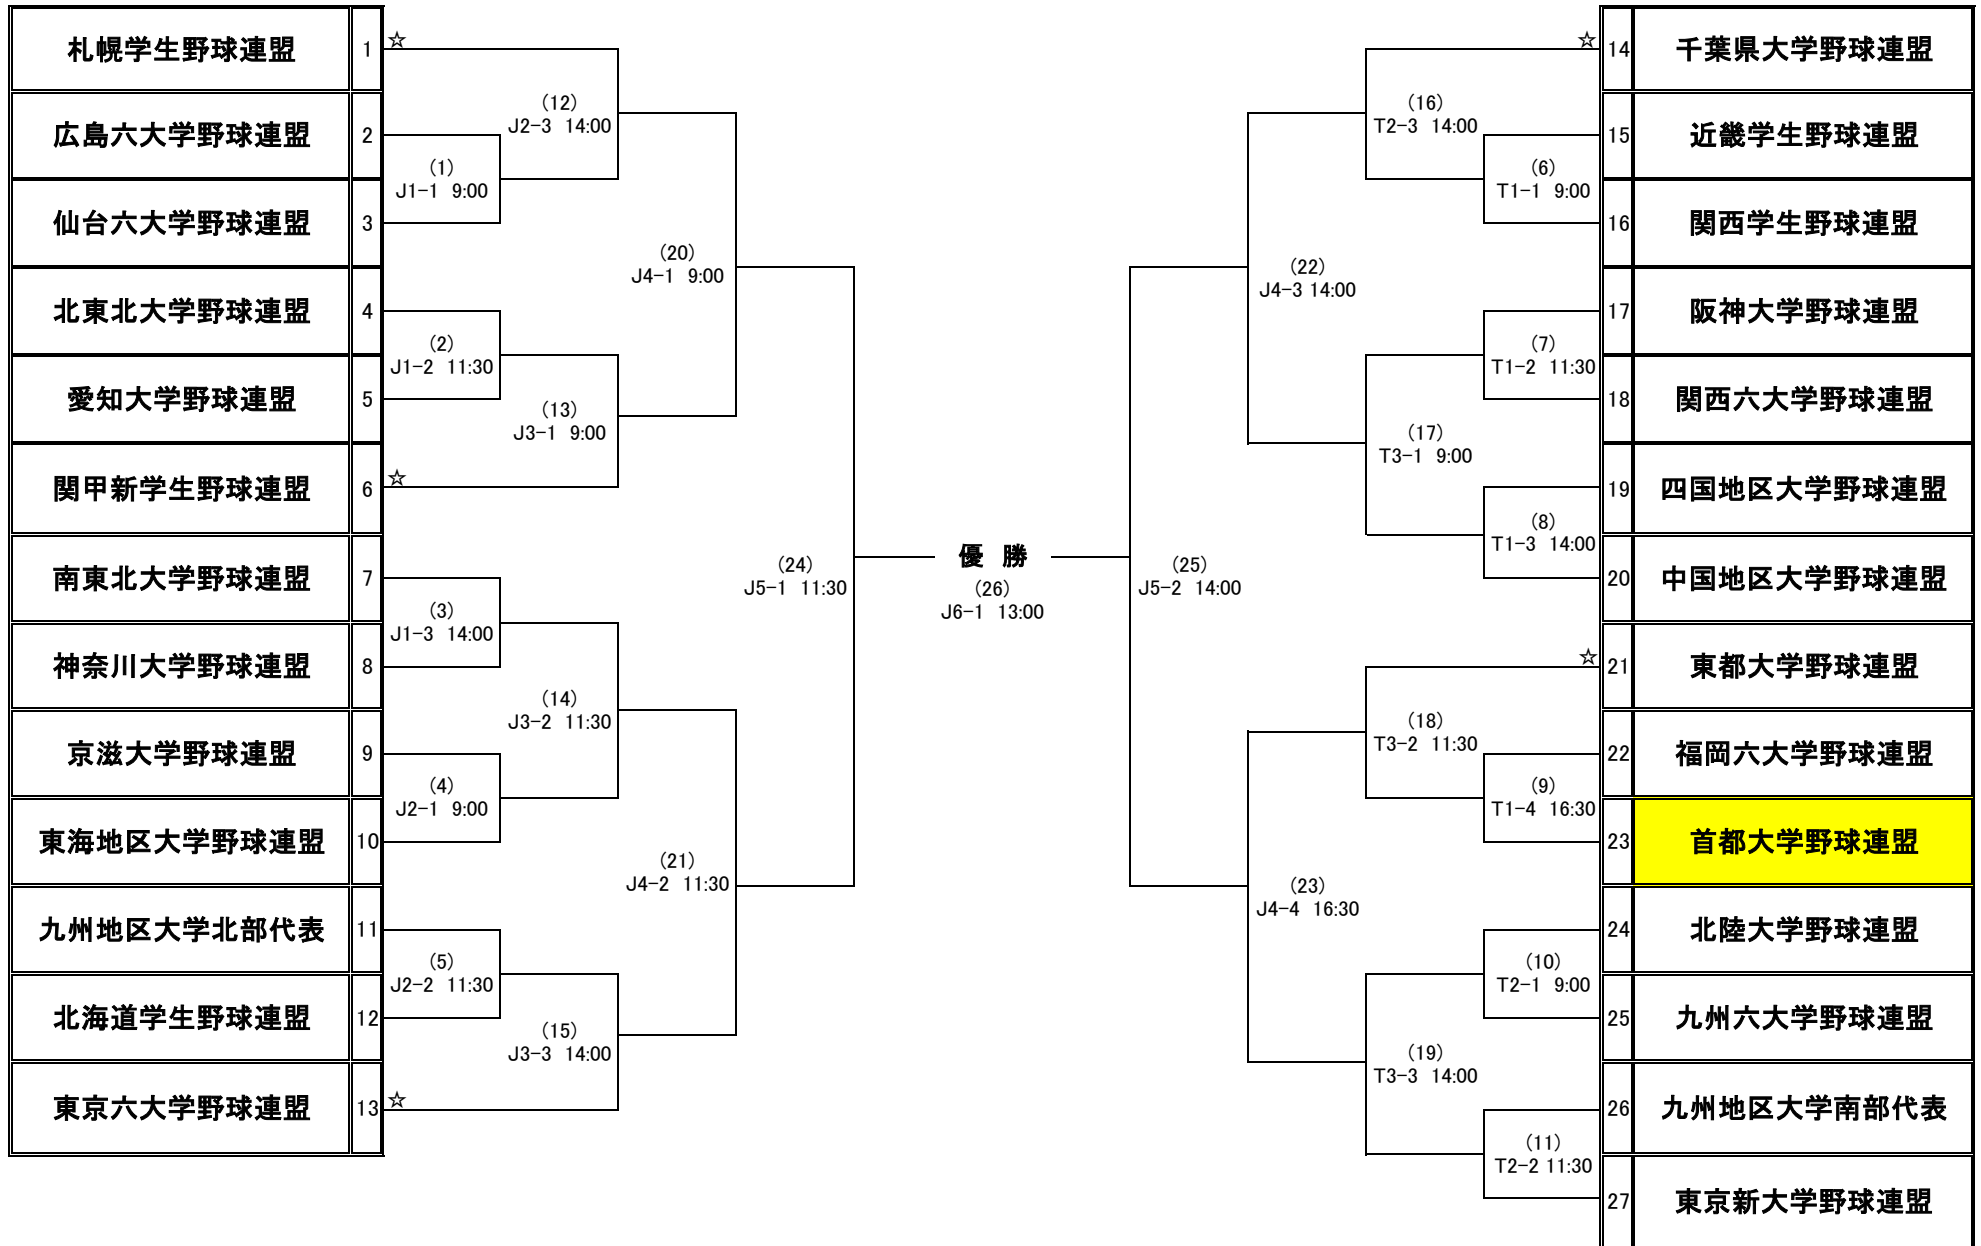 札幌学生野球連盟 1 ☆
広島六大学野球連盟 2
仙台六大学野球連盟 3
北東北大学野球連盟 4
愛知大学野球連盟 5
関甲新学生野球連盟 6 ☆
南東北大学野球連盟 7
神奈川大学野球連盟 8
京滋大学野球連盟 9
東海地区大学野球連盟 10
九州地区大学北部代表 11
北海道学生野球連盟 12
東京六大学野球連盟 13 ☆
(1)
J1-1 9:00
(2)
J1-2 11:30
(3)
J1-3 14:00
(4)
J2-1 9:00
(5)
J2-2 11:30
(12)
J2-3 14:00
(13)
J3-1 9:00
(14)
J3-2 11:30
(15)
J3-3 14:00
(20)
J4-1 9:00
(21)
J4-2 11:30
(24)
J5-1 11:30
優 勝
(26)
J6-1 13:00
(25)
J5-2 14:00
(22)
J4-3 14:00
(23)
J4-4 16:30
(16)
T2-3 14:00
(17)
T3-1 9:00
(18)
T3-2 11:30
(19)
T3-3 14:00
(6)
T1-1 9:00
(7)
T1-2 11:30
(8)
T1-3 14:00
(9)
T1-4 16:30
(10)
T2-1 9:00
(11)
T2-2 11:30
☆ 14 千葉県大学野球連盟
15 近畿学生野球連盟
16 関西学生野球連盟
17 阪神大学野球連盟
18 関西六大学野球連盟
19 四国地区大学野球連盟
20 中国地区大学野球連盟
☆ 21 東都大学野球連盟
22 福岡六大学野球連盟
23 首都大学野球連盟
24 北陸大学野球連盟
25 九州六大学野球連盟
26 九州地区大学南部代表
27 東京新大学野球連盟